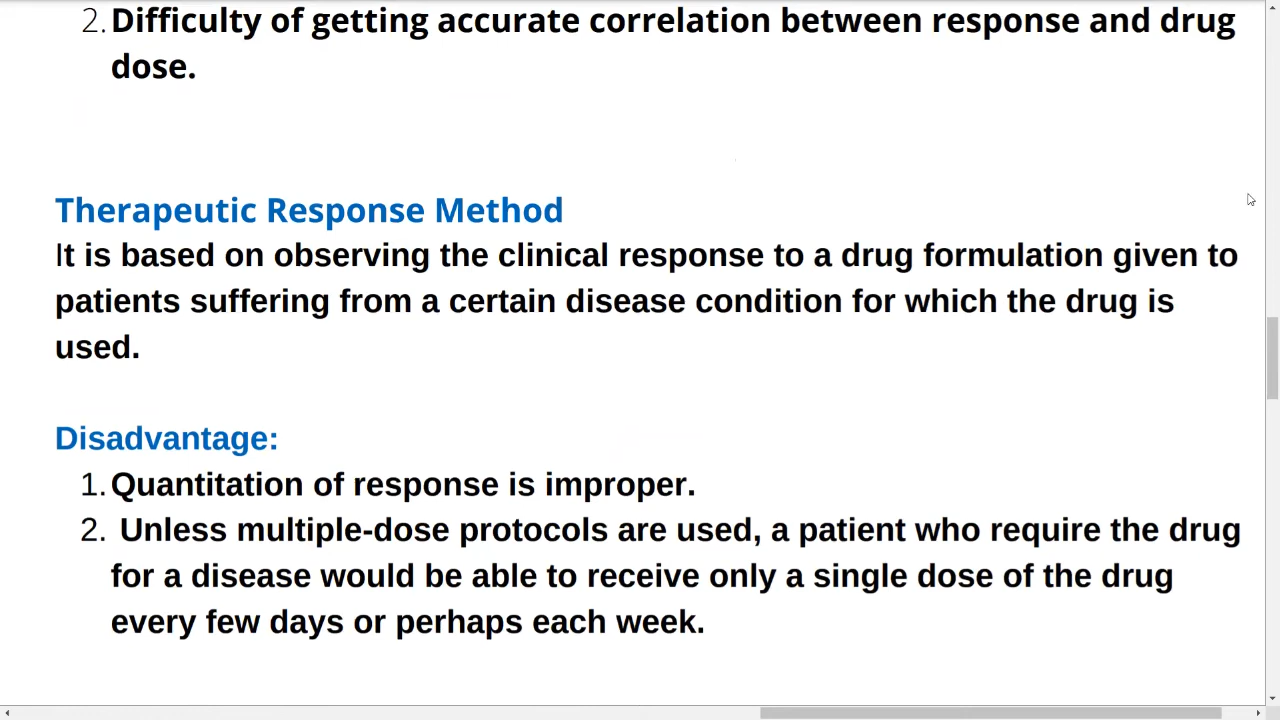 2. Difficulty of getting accurate correlation between response and drug
dose.
Therapeutic Response Method
It is based on observing the clinical response to a drug formulation given to
patients suffering from a certain disease condition for which the drug is
used.
Disadvantage:
1. Quantitation of response is improper.
2. Unless multiple-dose protocols are used, a patient who require the drug
for a disease would be able to receive only a single dose of the drug
every few days or perhaps each week.